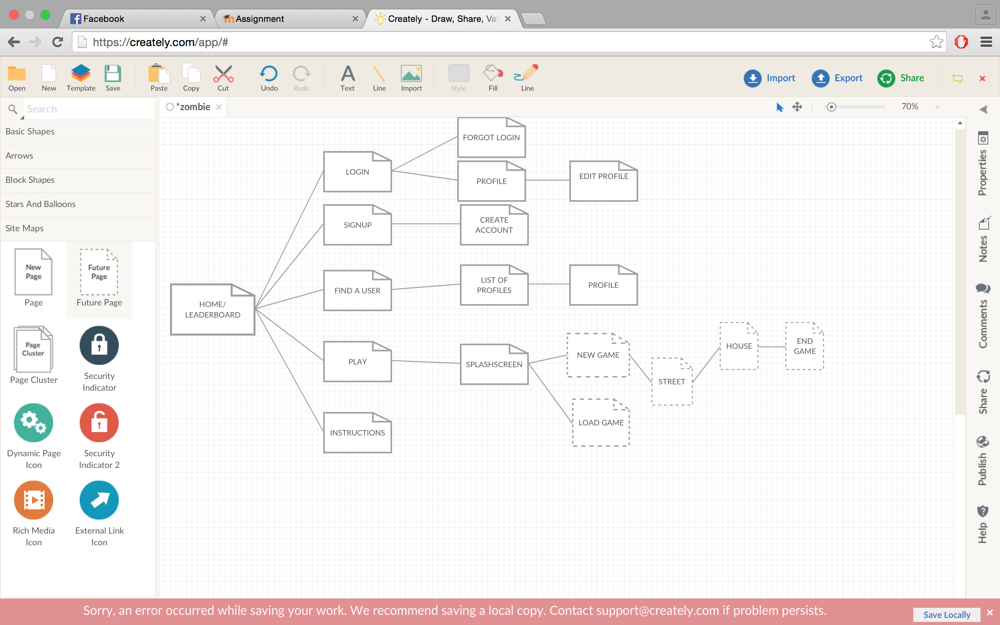 Facebook
Assignment
Creately - Draw, Share, Vali
https://creately.com/app/#
Open
New
Template
Save
Paste
Copy
Cut
Undo
Redo
Text
Line
Import
Style
Fill
Line
Import
Export
Share
Search
*zombie
70%
Basic Shapes
Arrows
Block Shapes
Stars And Balloons
Site Maps
New
Page
Page
Future
Page
Future Page
Page
Cluster
Page Cluster
Security
Indicator
Dynamic Page
Icon
Security
Indicator 2
Rich Media
Icon
External Link
Icon
FORGOT LOGIN
LOGIN
PROFILE
EDIT PROFILE
SIGNUP
CREATE
ACCOUNT
FIND A USER
LIST OF
PROFILES
PROFILE
HOME/
LEADERBOARD
PLAY
SPLASHSCREEN
NEW GAME
STREET
HOUSE
END
GAME
LOAD GAME
INSTRUCTIONS
Properties
Notes
Comments
Share
Publish
Help
Sorry, an error occurred while saving your work. We recommend saving a local copy. Contact support@creately.com if problem persists.
Save Locally